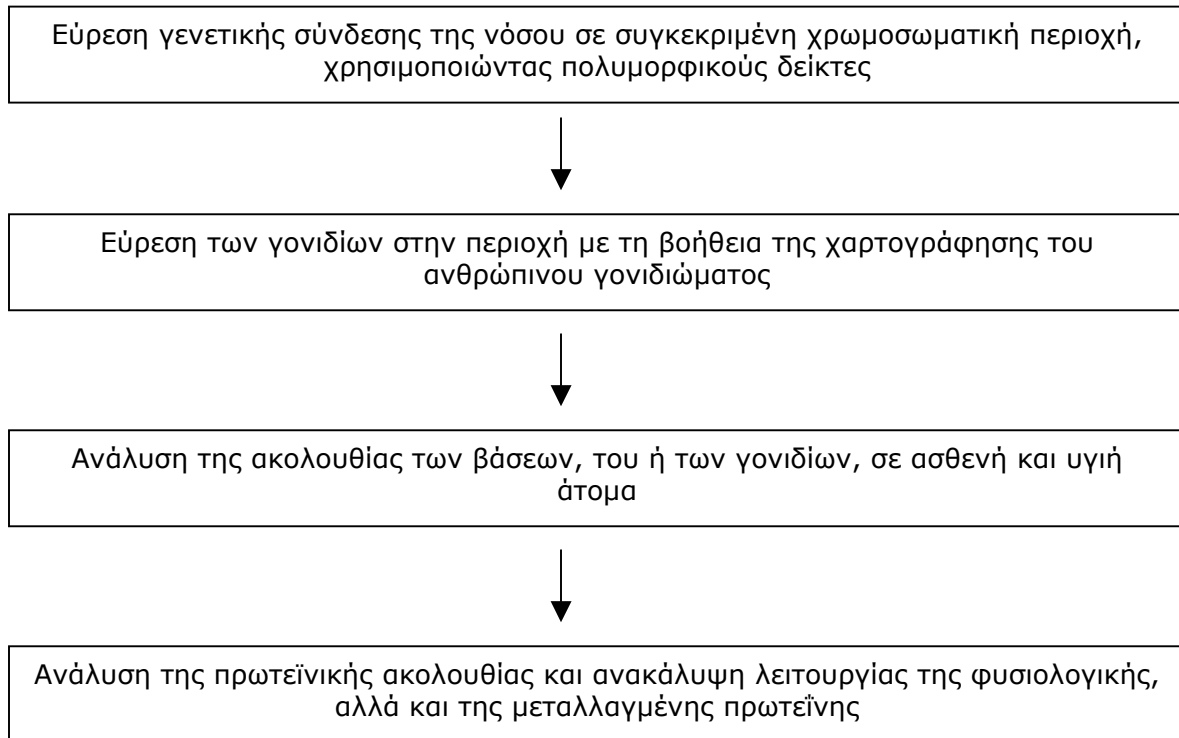 Εύρεση γενετικής σύνδεσης της νόσου σε συγκεκριμένη χρωμοσωματική περιοχή,
χρησιμοποιώντας πολυμορφικούς δείκτες
Εύρεση των γονιδίων στην περιοχή με τη βοήθεια της χαρτογράφησης του
ανθρώπινου γονιδιώματος
Ανάλυση της ακολουθίας των βάσεων, του ή των γονιδίων, σε ασθενή και υγιή
άτομα
Ανάλυση της πρωτεϊνικής ακολουθίας και ανακάλυψη λειτουργίας της φυσιολογικής,
αλλά και της μεταλλαγμένης πρωτεΐνης